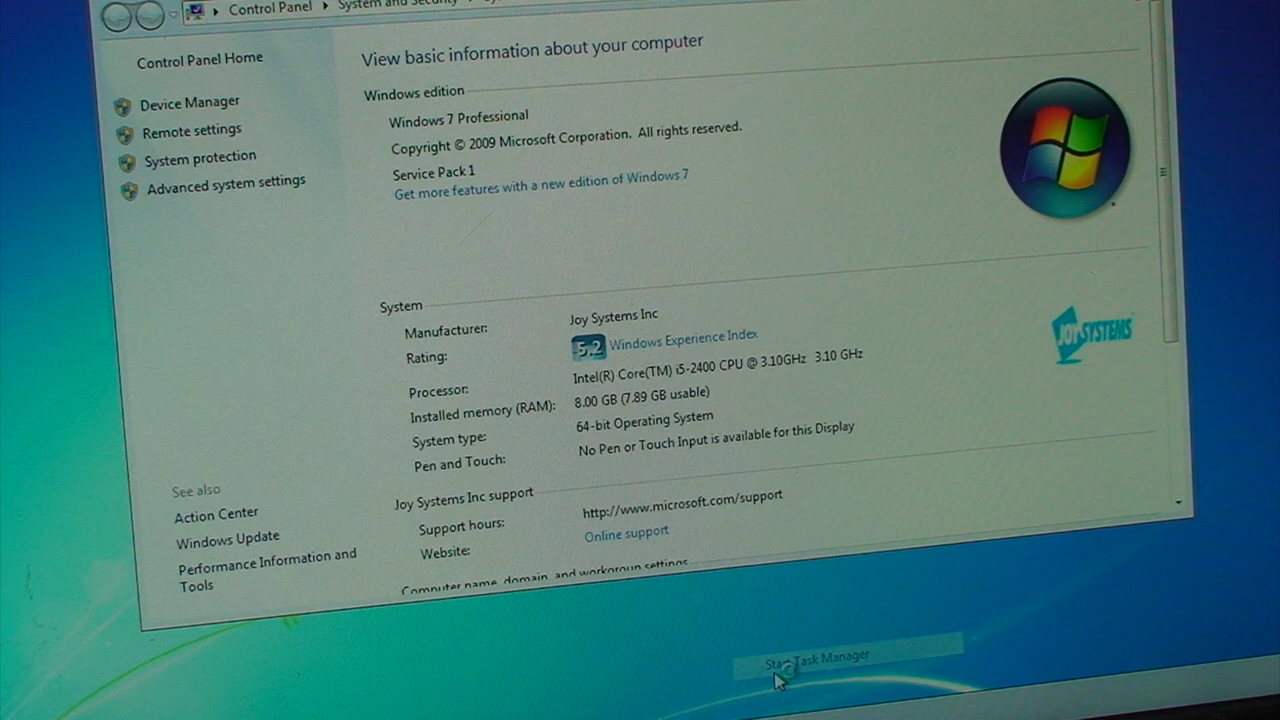 Control Panel System and Security
Control Panel Home
Device Manager
Remote settings
System protection
Advanced system settings
See also
Action Center
Windows Update
Performance Information and
Tools
View basic information about your computer
Windows edition
Windows 7 Professional
Copyright © 2009 Microsoft Corporation. All rights reserved.
Service Pack 1
Get more features with a new edition of Windows 7
System
Manufacturer: Joy Systems Inc
Rating: 5.2 Windows Experience Index
Processor: Intel(R) Core(TM) i5-2400 CPU @ 3.10GHz 3.10 GHz
Installed memory (RAM): 8.00 GB (7.89 GB usable)
System type: 64-bit Operating System
Pen and Touch: No Pen or Touch Input is available for this Display
JOY SYSTEMS
Joy Systems Inc support
Support hours: http://www.microsoft.com/support
Website: Online support
Computer name, domain, and workgroup settings
Start Task Manager